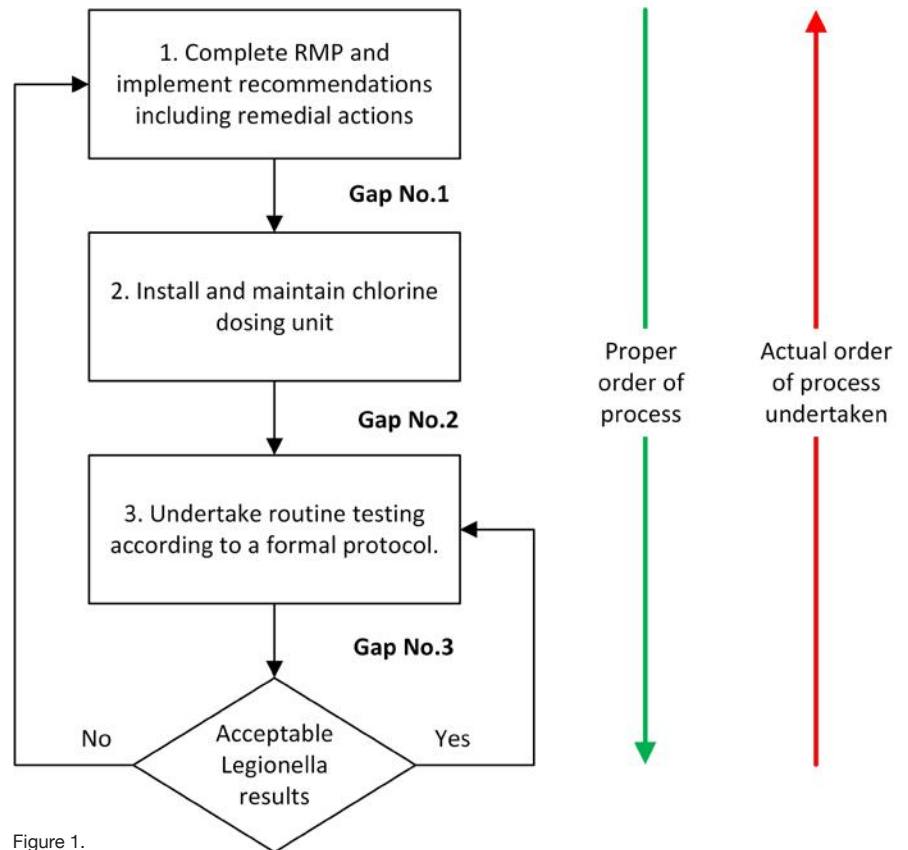 1. Complete RMP and
implement recommendations
including remedial actions
Gap No.1
2. Install and maintain chlorine
dosing unit
Gap No.2
3. Undertake routine testing
according to a formal protocol.
Gap No.3
No
Acceptable
Legionella
results
Yes
Proper
order of
process
Actual order
of process
undertaken
Figure 1.